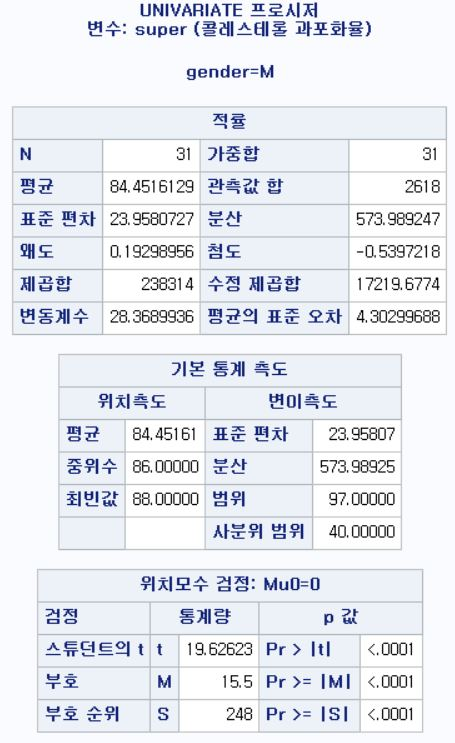 UNIVARIATE 프로시저
변수: super (콜레스테롤 과포화율)
gender=M
적률
N 31 가중합 31
평균 84.4516129 관측값 합 2618
표준 편차 23.9580727 분산 573.989247
왜도 0.19298956 첨도 -0.5397218
제곱합 238314 수정 제곱합 17219.6774
변동계수 28.3689936 평균의 표준 오차 4.30299688
기본 통계 측도
위치측도 변이측도
평균 84.45161 표준 편차 23.95807
중위수 86.00000 분산 573.98925
최빈값 88.00000 범위 97.00000
사분위 범위 40.00000
위치모수 검정: Mu0=0
검정 통계량 p 값
스튜던트의 t t 19.62623 Pr > |t| <.0001
부호 M 15.5 Pr >= |M| <.0001
부호 순위 S 248 Pr >= |S| <.0001